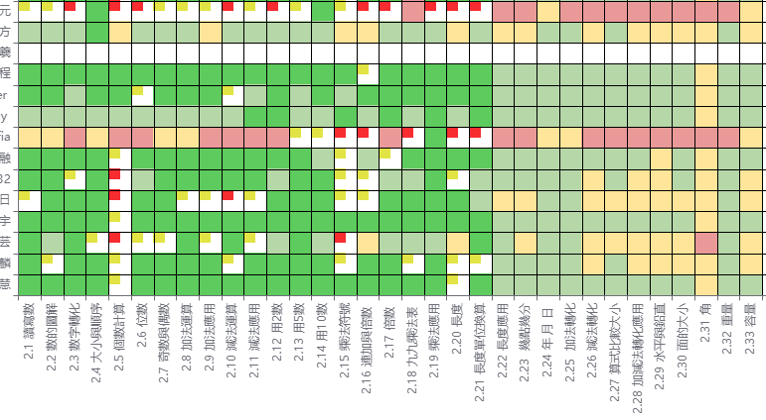 元
方
羲
程
er
y
ia
融
32
日
宇
芸
麟
慧
2.1 讀寫數
2.2 數的圖解
2.3 數字轉化
2.4 大小與順序
2.5 個數計算
2.6 位數
2.7 奇數與偶數
2.8 加法運算
2.9 加法應用
2.10 減法運算
2.11 減法應用
2.12 用2數
2.13 用5數
2.14 用10數
2.15 乘法符號
2.16 連加與倍數
2.17 倍數
2.18 九九乘法表
2.19 乘法應用
2.20 長度
2.21 長度單位換算
2.22 長度應用
2.23 幾點幾分
2.24 年 月 日
2.25 加法轉化
2.26 減法轉化
2.27 算式比較大小
2.28 加減法轉化應用
2.29 水平與鉛直
2.30 面的大小
2.31 角
2.32 重量
2.33 容量